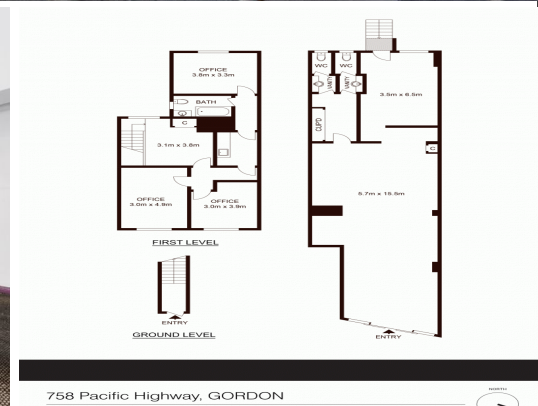 OFFICE
3.8m x 3.3m
BATH
C
3.1m x 3.8m
OFFICE
3.0m x 4.9m
OFFICE
3.0m x 3.9m
FIRST LEVEL
ENTRY
GROUND LEVEL
WC
WC
VANITY
VANITY
3.5m x 6.5m
CUPD
C
5.7m x 15.5m
ENTRY
758 Pacific Highway, GORDON
NORTH